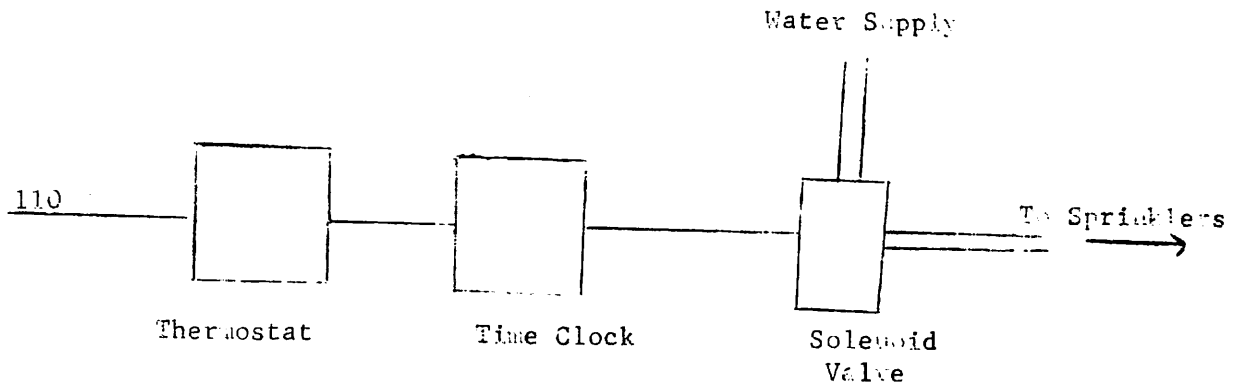 Water Supply
110
To Sprinklers
Thermostat
Time Clock
Solenoid
Valve